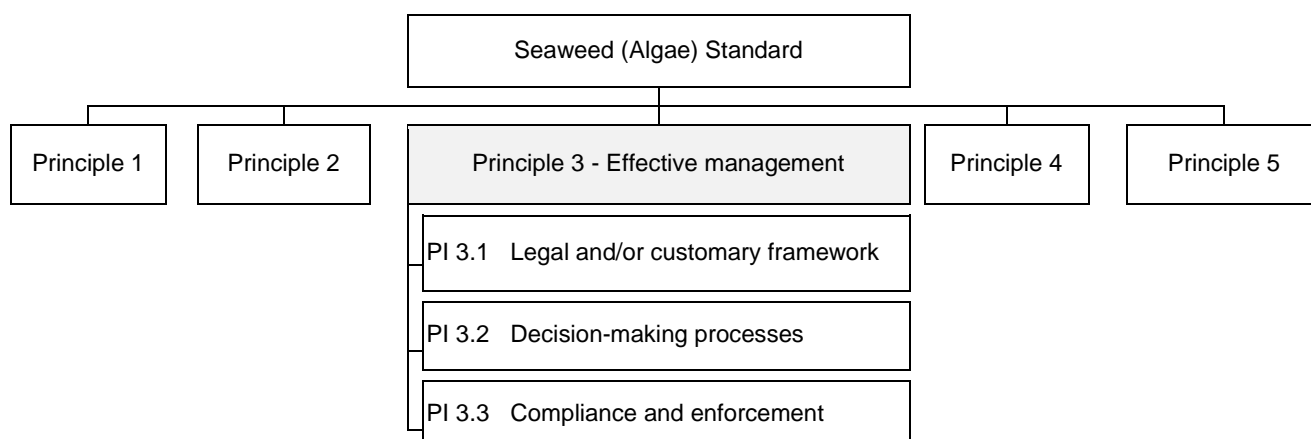 Seaweed (Algae) Standard
Principle 1
Principle 2
Principle 3 - Effective management
Principle 4
Principle 5
PI 3.1 Legal and/or customary framework
PI 3.2 Decision-making processes
PI 3.3 Compliance and enforcement